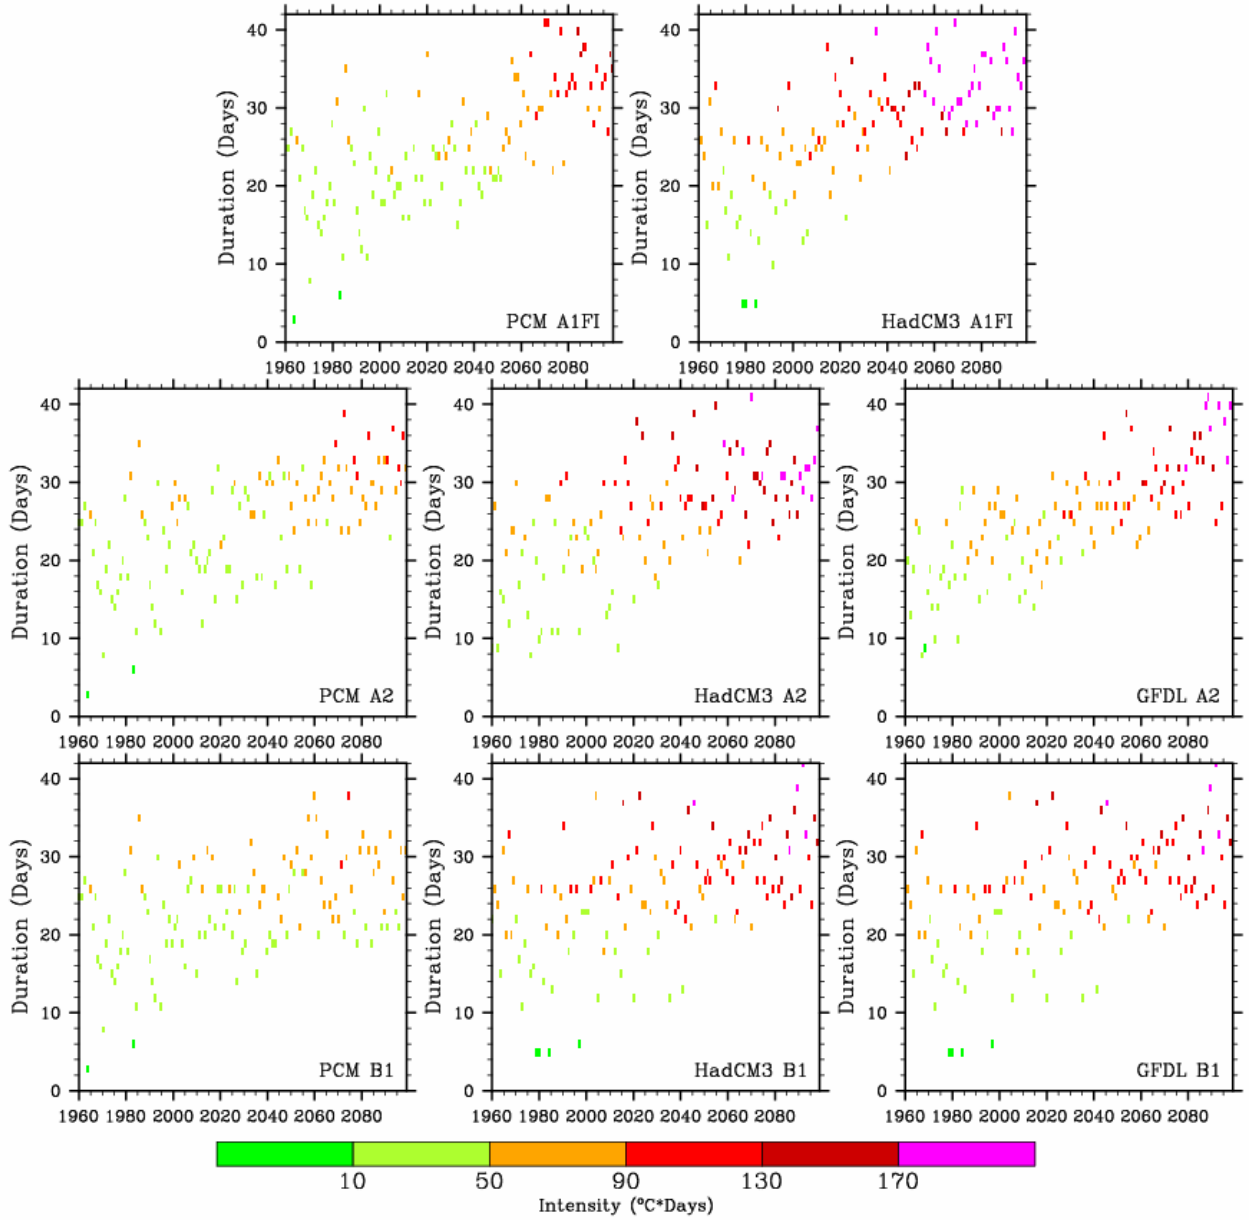 40 40
30 30
20 20
10 10
0 0
Duration (Days) Duration (Days)
PCM A1FI HadCM3 A1FI
1960 1980 2000 2020 2040 2060 2080 1960 1980 2000 2020 2040 2060 2080
40 40 40
30 30 30
20 20 20
10 10 10
0 0 0
Duration (Days) Duration (Days) Duration (Days)
PCM A2 HadCM3 A2 GFDL A2
1960 1980 2000 2020 2040 2060 2080 1960 1980 2000 2020 2040 2060 2080 1960 1980 2000 2020 2040 2060 2080
40 40 40
30 30 30
20 20 20
10 10 10
0 0 0
Duration (Days) Duration (Days) Duration (Days)
PCM B1 HadCM3 B1 GFDL B1
1960 1980 2000 2020 2040 2060 2080 1960 1980 2000 2020 2040 2060 2080 1960 1980 2000 2020 2040 2060 2080
10 50 90 130 170
Intensity (°C*Days)